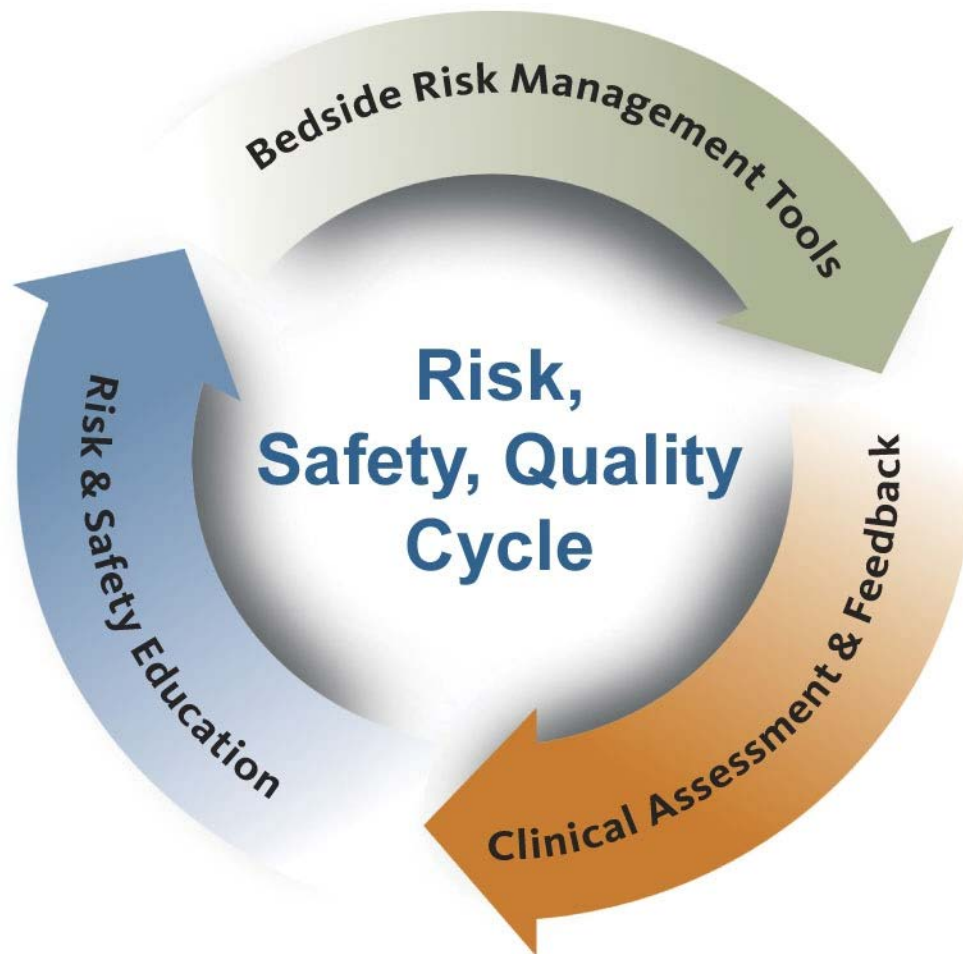 Bedside Risk Management Tools
Risk,
Safety, Quality
Cycle
Clinical Assessment & Feedback
Risk & Safety Education